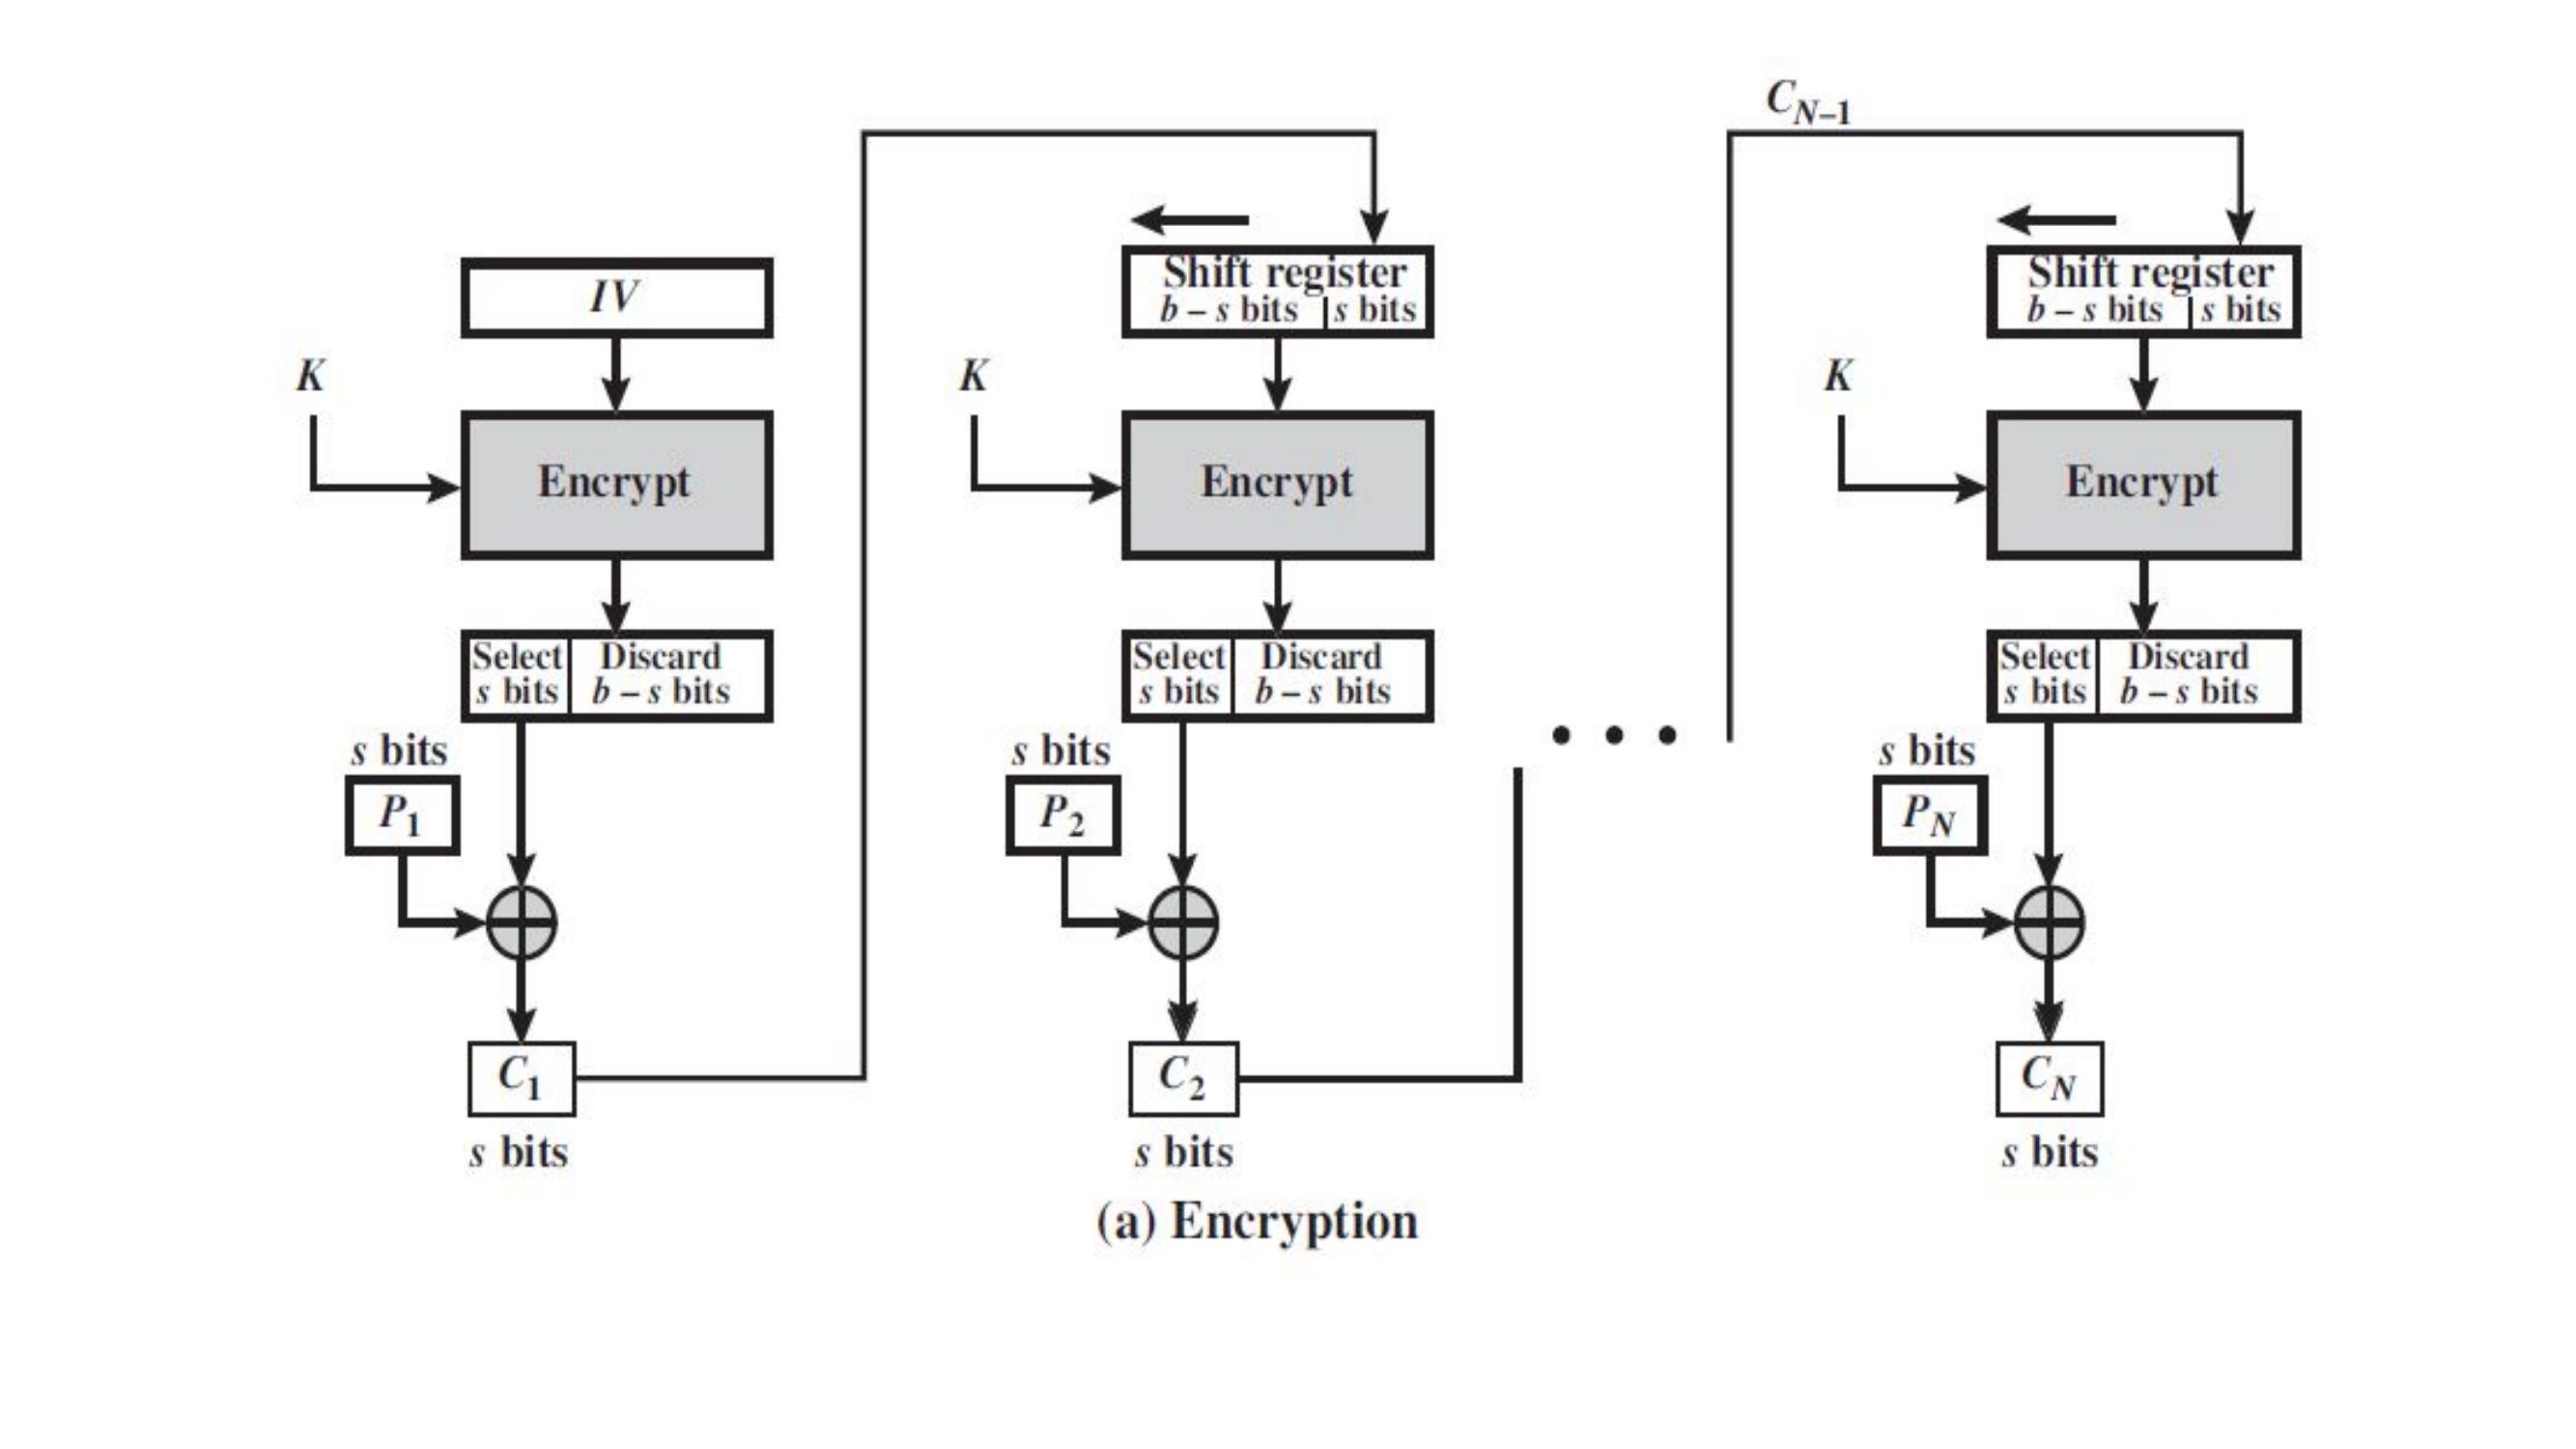 C_{N–1}
IV
Shift register
b – s bits | s bits
Shift register
b – s bits | s bits
K
K
K
Encrypt
Encrypt
Encrypt
Select
s bits
Discard
b – s bits
Select
s bits
Discard
b – s bits
Select
s bits
Discard
b – s bits
s bits
s bits
s bits
P_1
P_2
P_N
C_1
C_2
C_N
s bits
s bits
s bits
(a) Encryption